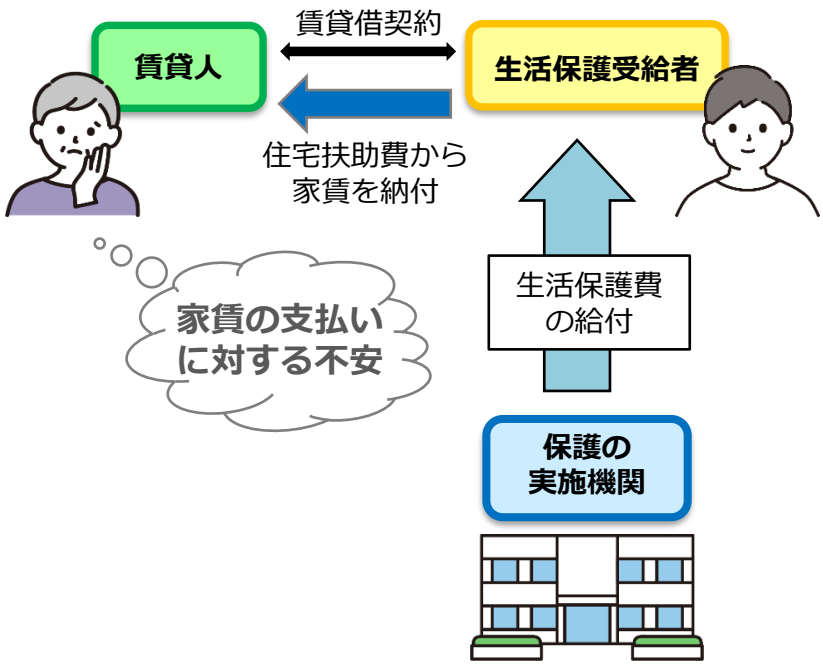 賃貸借契約
賃貸人
生活保護受給者
住宅扶助費から
家賃を納付
家賃の支払い
に対する不安
生活保護費
の給付
保護の
実施機関